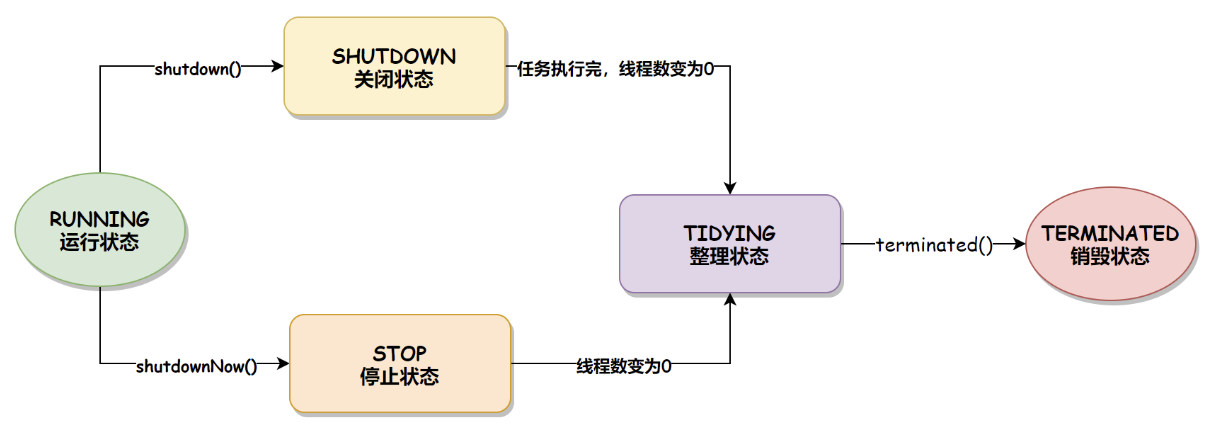 SHUTDOWN
关闭状态
shutdown()
任务执行完，线程数变为0
RUNNING
运行状态
TIDYING
整理状态
terminated()
TERMINATED
销毁状态
STOP
停止状态
shutdownNow()
线程数变为0